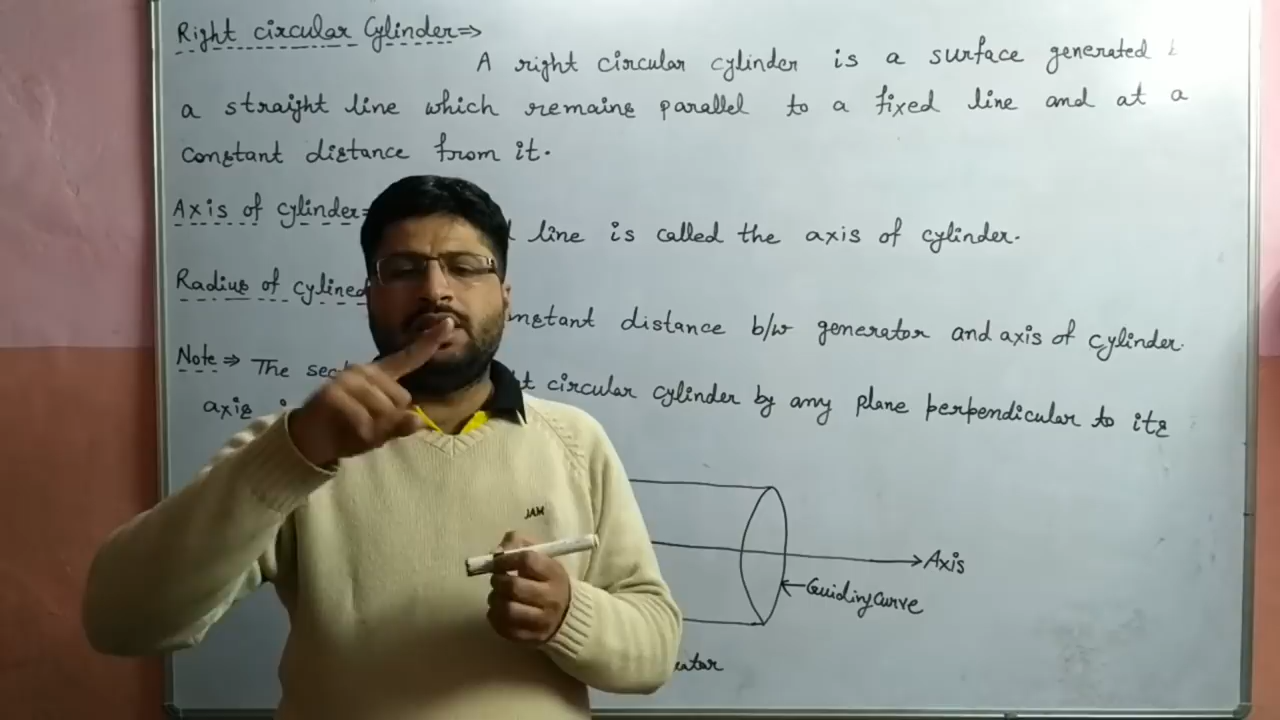 Right circular Cylinder⇒
A right circular cylinder is a surface generated
a straight line which remains parallel to a fixed line and at a
constant distance from it.
Axis of cylinder= line is called the axis of cylinder.
Radius of
distance b/w generator and axis of cylinder.
Note ⇒ The circular cylinder by any plane perpendicular to its
axis
JAM
Axis
Guiding curve